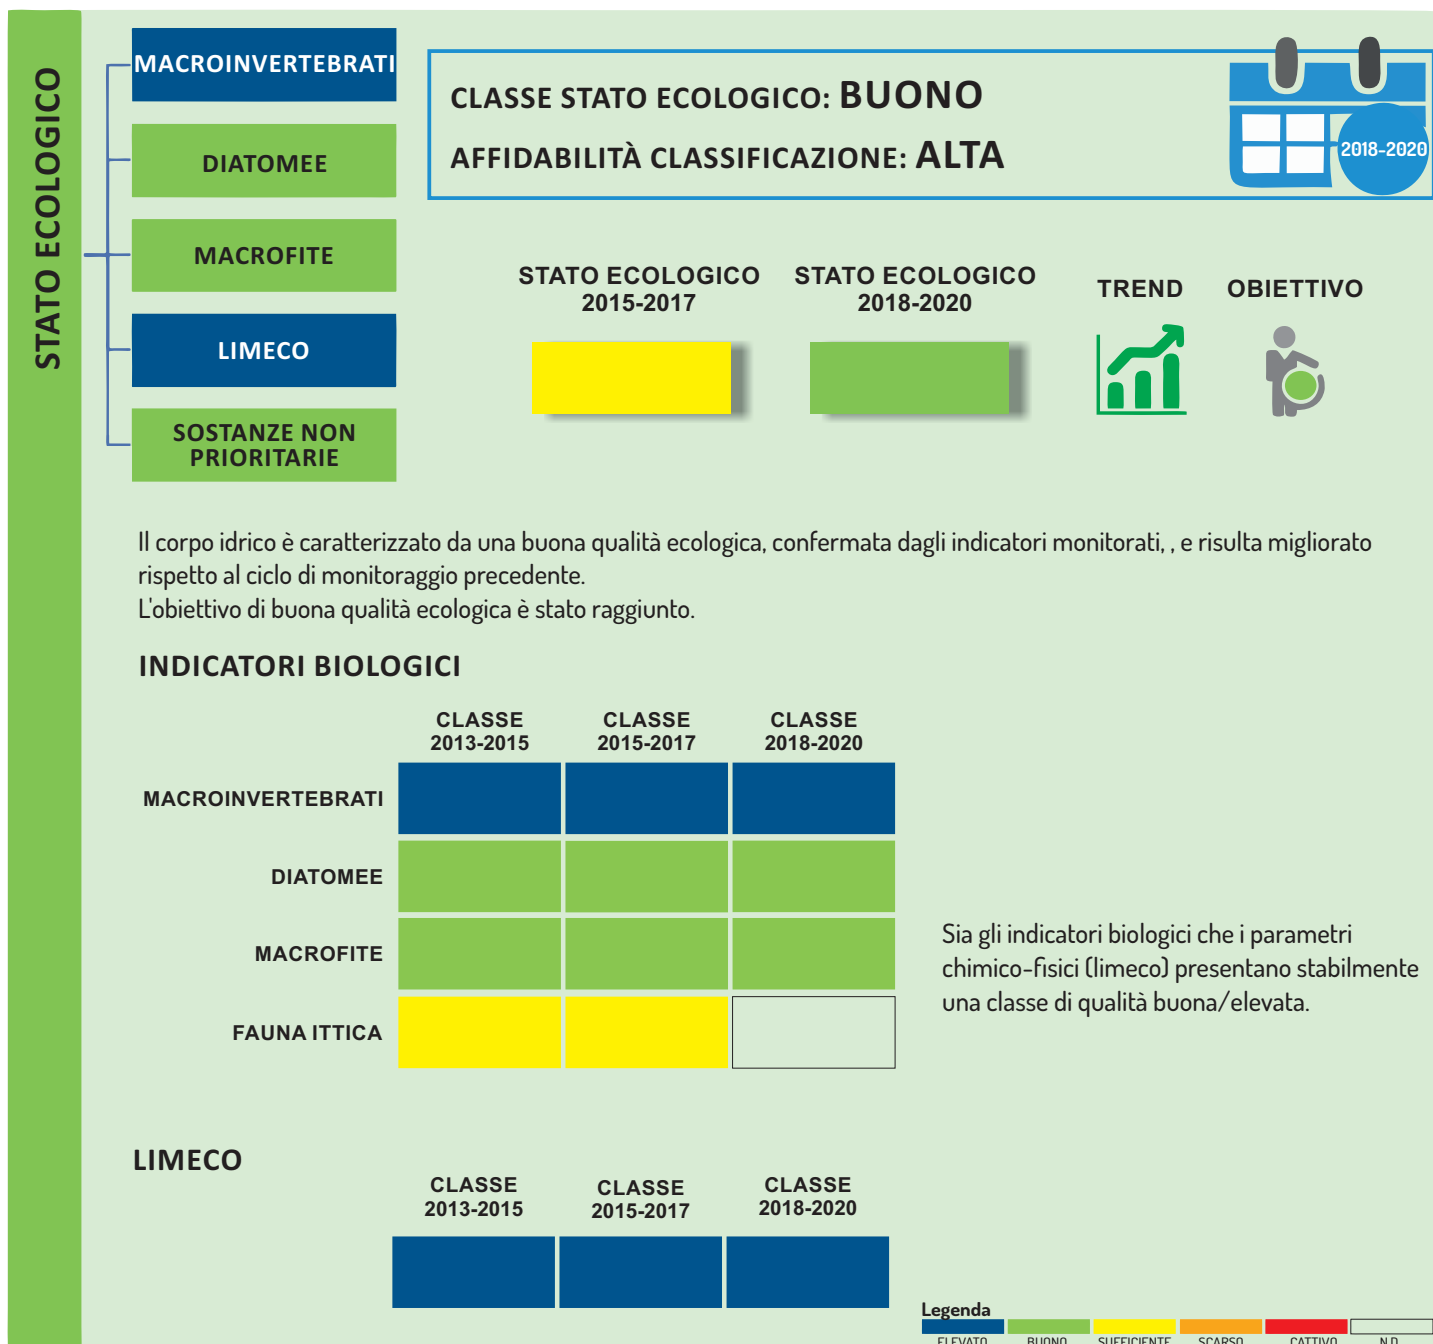 STATO ECOLOGICO
MACROINVERTEBRATI
DIATOMEE
MACROFITE
LIMECO
SOSTANZE NON
PRIORITARIE
CLASSE STATO ECOLOGICO: BUONO
AFFIDABILITÀ CLASSIFICAZIONE: ALTA
2018-2020
STATO ECOLOGICO
2015-2017
STATO ECOLOGICO
2018-2020
TREND
OBIETTIVO
Il corpo idrico è caratterizzato da una buona qualità ecologica, confermata dagli indicatori monitorati, , e risulta migliorato
rispetto al ciclo di monitoraggio precedente.
L'obiettivo di buona qualità ecologica è stato raggiunto.
INDICATORI BIOLOGICI
CLASSE
2013-2015
CLASSE
2015-2017
CLASSE
2018-2020
MACROINVERTEBRATI
DIATOMEE
MACROFITE
FAUNA ITTICA
Sia gli indicatori biologici che i parametri
chimico-fisici (limeco) presentano stabilmente
una classe di qualità buona/elevata.
LIMECO
CLASSE
2013-2015
CLASSE
2015-2017
CLASSE
2018-2020
Legenda
ELEVATO BUONO SUFFICIENTE SCARSO CATTIVO N.D.